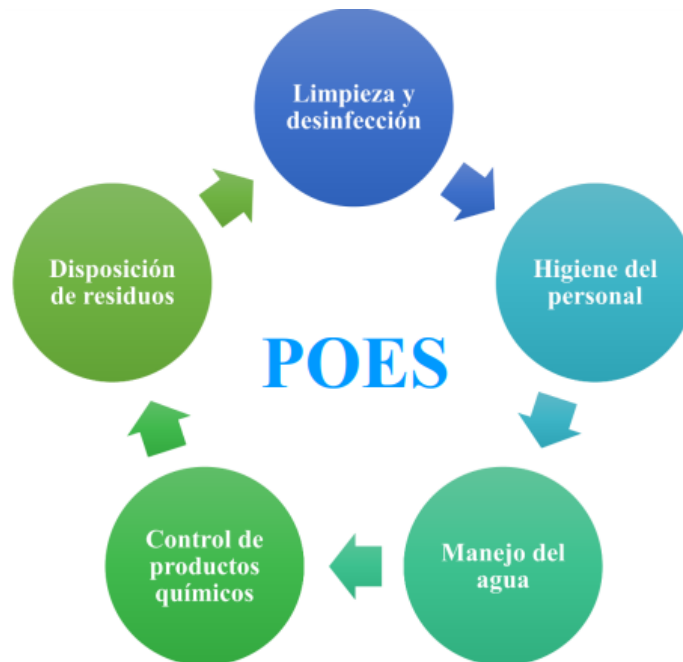 Limpieza y
desinfección
Higiene del
personal
Manejo del
agua
Control de
productos
químicos
Disposición
de residuos
POES